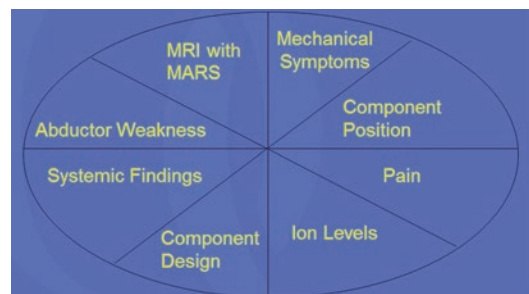 MRI with
MARS
Mechanical
Symptoms
Abductor Weakness
Component
Position
Systemic Findings
Pain
Component
Design
Ion Levels